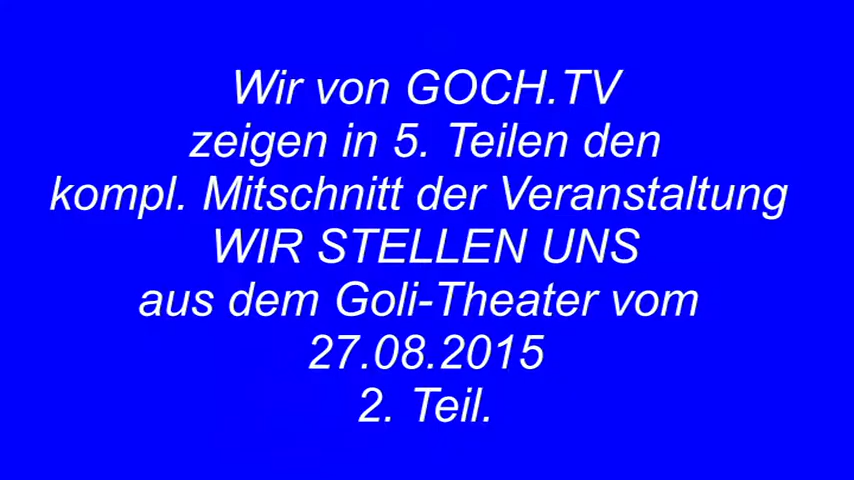 Wir von GOCH.TV
zeigen in 5. Teilen den
kompl. Mitschnitt der Veranstaltung
WIR STELLEN UNS
aus dem Goli-Theater vom
27.08.2015
2. Teil.